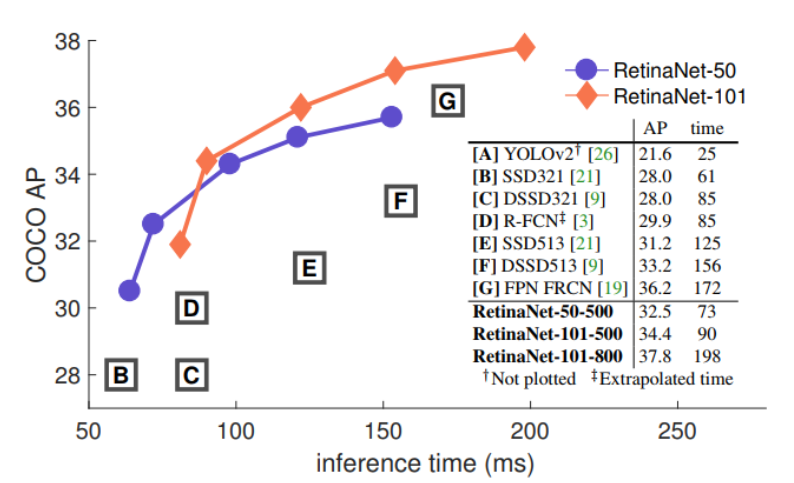 38
36
34
32
30
28
COCO AP
50
100
150
200
250
inference time (ms)
B
C
D
E
F
G
RetinaNet-50
RetinaNet-101
AP time
[A] YOLOv2† [26] 21.6 25
[B] SSD321 [21] 28.0 61
[C] DSSD321 [9] 28.0 85
[D] R-FCN‡ [3] 29.9 85
[E] SSD513 [21] 31.2 125
[F] DSSD513 [9] 33.2 156
[G] FPN FRCN [19] 36.2 172
RetinaNet-50-500 32.5 73
RetinaNet-101-500 34.4 90
RetinaNet-101-800 37.8 198
†Not plotted ‡Extrapolated time